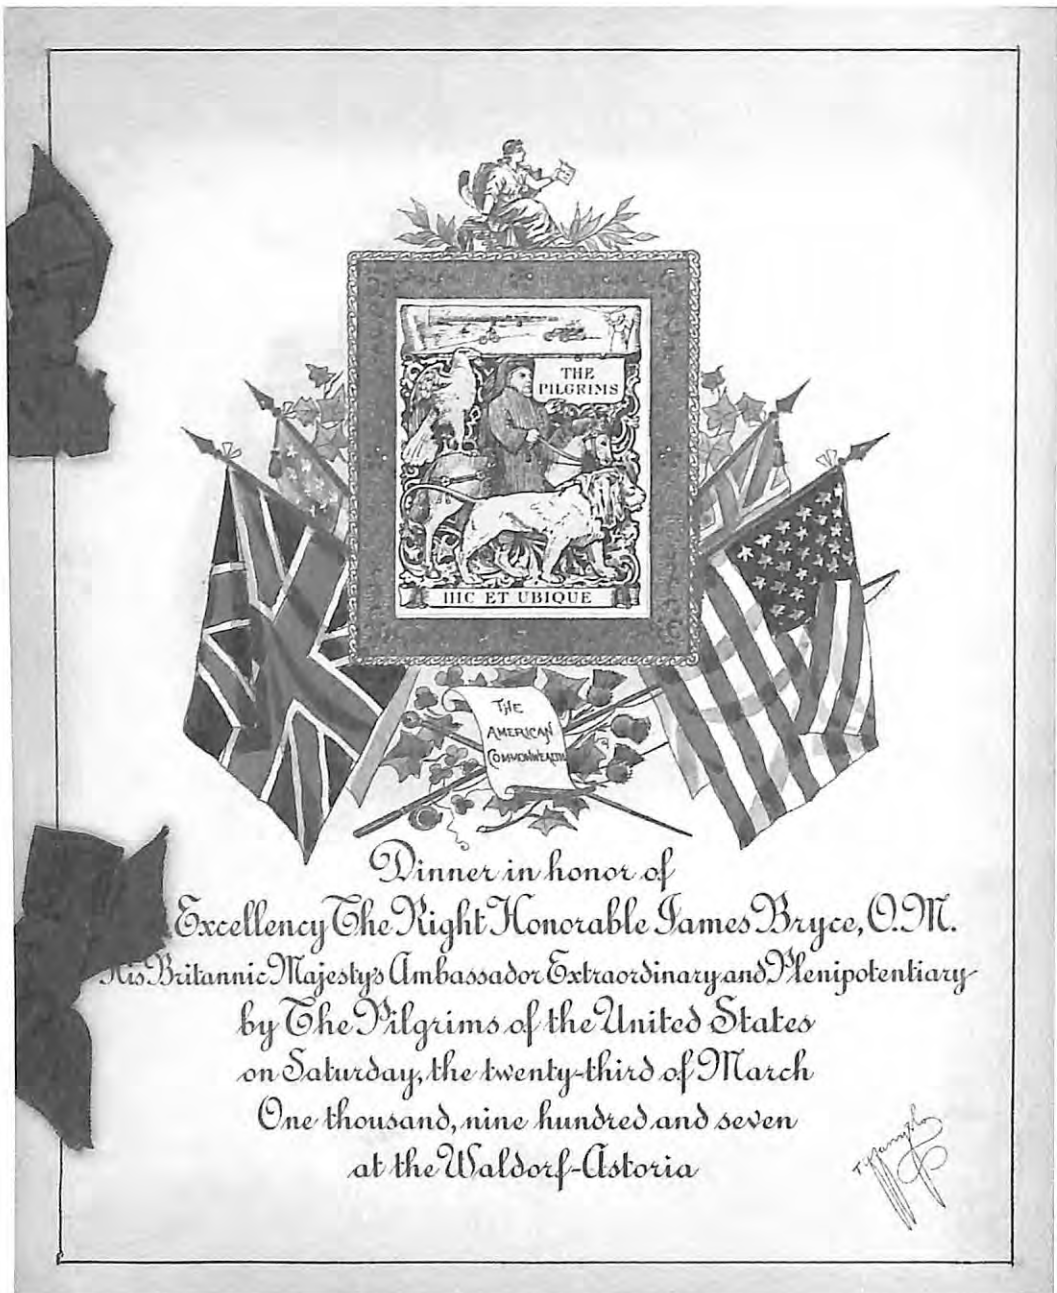 THE
PILGRIMS
HIC ET UBIQUE
THE
AMERICAN
COMMONWEALTH
Dinner in honor of
Excellency The Right Honorable James Bryce, O.M.
His Britannic Majesty's Ambassador Extraordinary and Plenipotentiary
by The Pilgrims of the United States
on Saturday, the twenty-third of March
One thousand, nine hundred and seven
at the Waldorf-Astoria